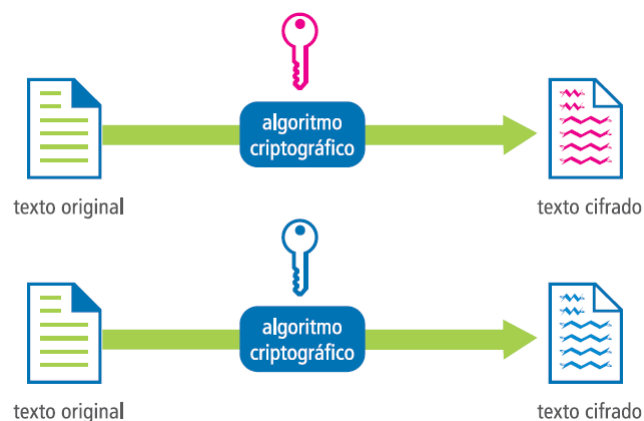 algoritmo
criptográfico
texto original
texto cifrado
algoritmo
criptográfico
texto original
texto cifrado